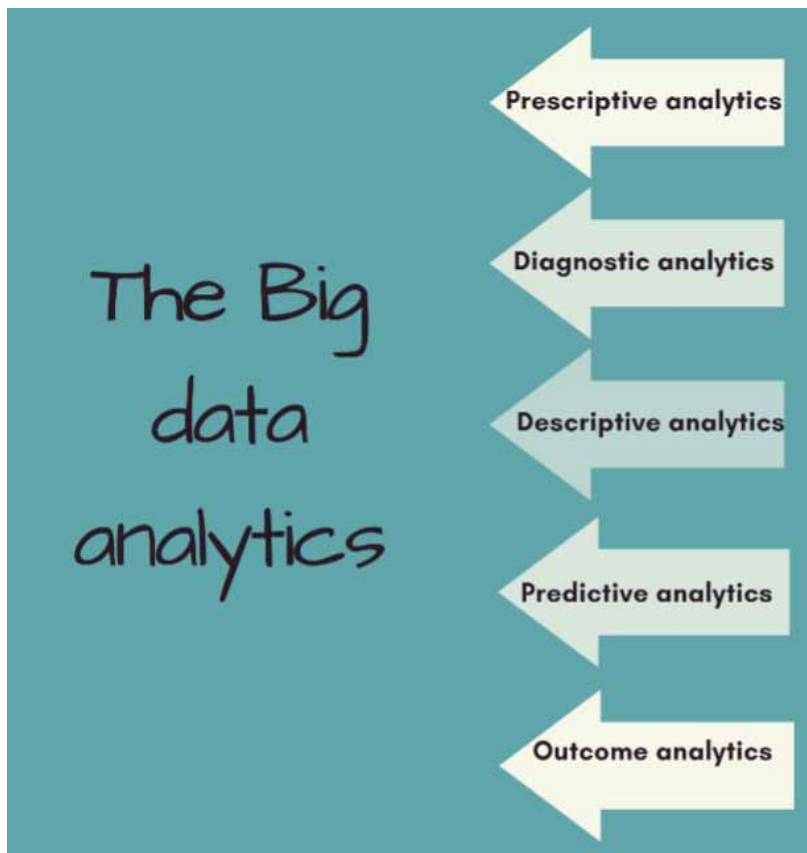 The Big
data
analytics
Prescriptive analytics
Diagnostic analytics
Descriptive analytics
Predictive analytics
Outcome analytics